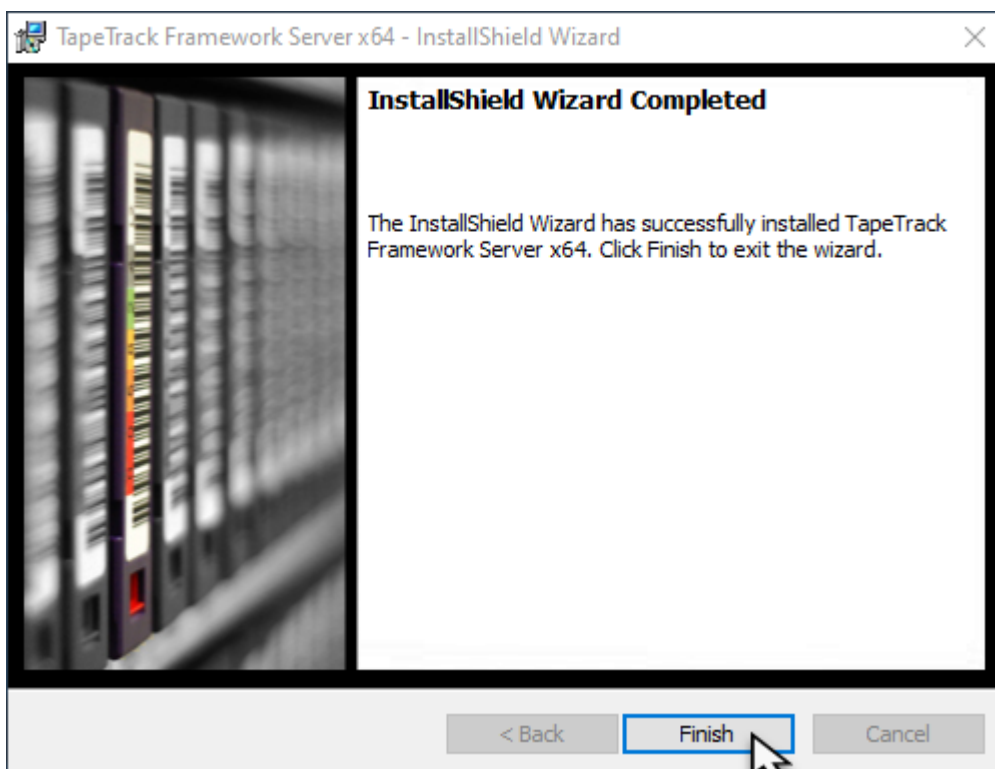 TapeTrack Framework Server x64 - InstallShield Wizard
InstallShield Wizard Completed
The InstallShield Wizard has successfully installed TapeTrack
Framework Server x64. Click Finish to exit the wizard.
< Back
Finish
Cancel